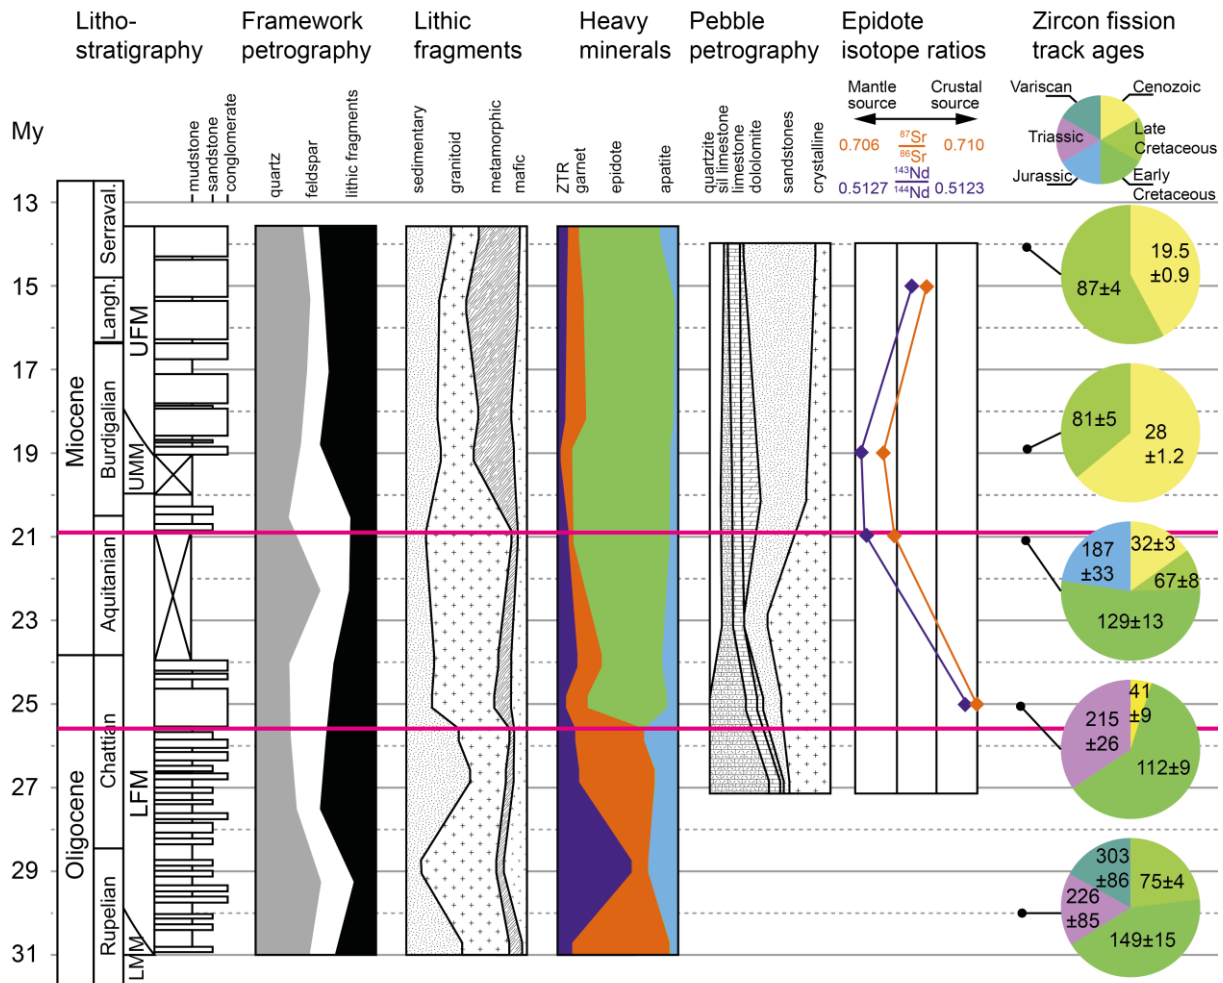 Litho-
stratigraphy
Framework
petrography
Lithic
fragments
Heavy
minerals
Pebble
petrography
Epidote
isotope ratios
Zircon fission
track ages
My
mudstone
sandstone
conglomerate
quartz
feldspar
lithic fragments
sedimentary
granitoid
metamorphic
mafic
ZTR
garnet
epidote
apatite
quartzite
sil limestone
limestone
dololomite
sandstones
crystalline
Mantle
source
Crustal
source
0.706
87Sr
86Sr
0.710
0.5127
143Nd
144Nd
0.5123
Variscan
Cenozoic
Triassic
Late
Cretaceous
Jurassic
Early
Cretaceous
13
15
17
19
21
23
25
27
29
31
Miocene
Oligocene
Serraval.
Langh.
Burdigalian
Aquitanian
Chattian
Rupelian
UFM
UMM
LFM
LMM
19.5
±0.9
87±4
81±5
28
±1.2
187
±33
32±3
67±8
129±13
41
±9
215
±26
112±9
303
±86
75±4
226
±85
149±15